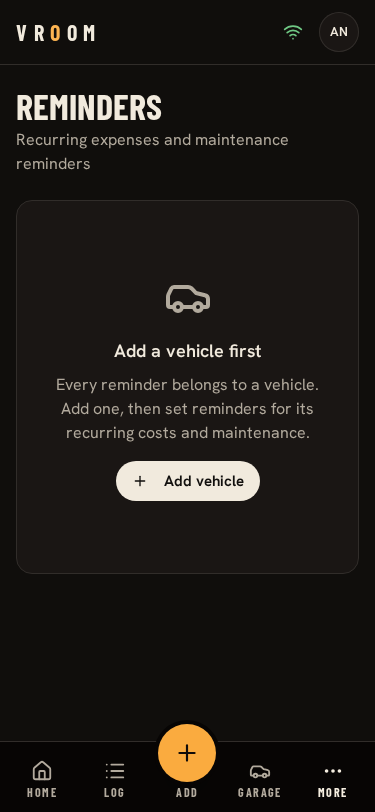 VROOM
AN
REMINDERS
Recurring expenses and maintenance
reminders
Add a vehicle first
Every reminder belongs to a vehicle.
Add one, then set reminders for its
recurring costs and maintenance.
Add vehicle
HOME
LOG
ADD
GARAGE
MORE